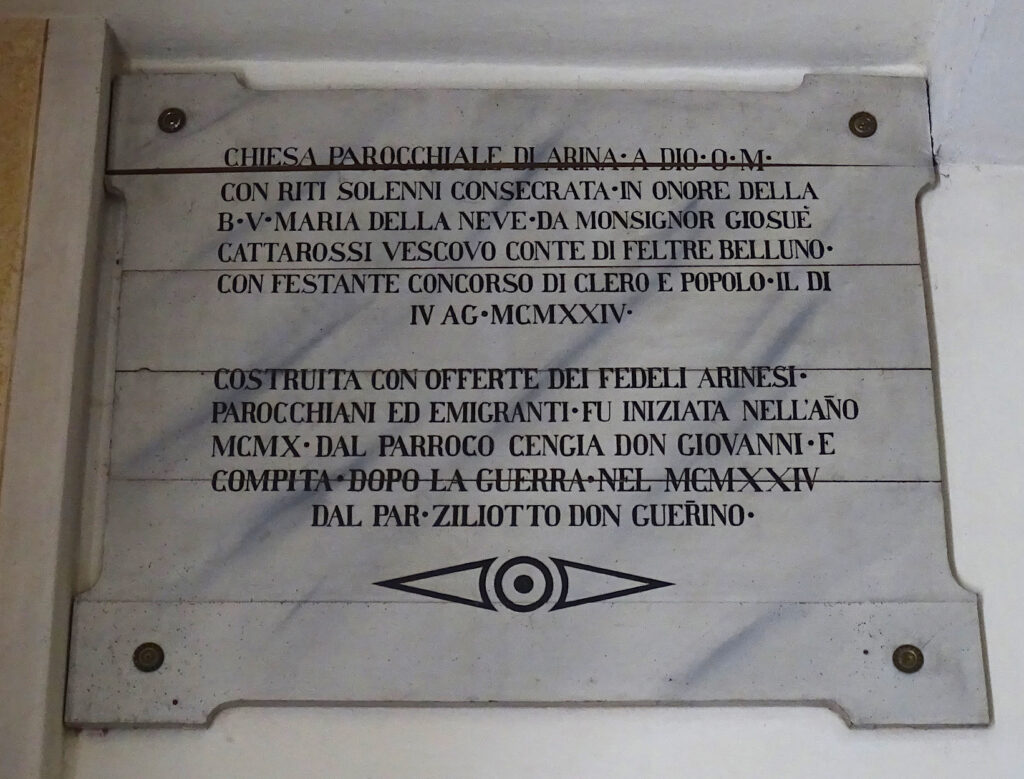 CHIESA PAROCCHIALE DI ARINA·A DIO·O·M·
CON RITI SOLENNI CONSECRATA·IN ONORE DELLA
B·V·MARIA DELLA NEVE·DA MONSIGNOR GIOSUÈ
CATTAROSSI VESCOVO CONTE DI FELTRE BELLUNO·
CON FESTANTE CONCORSO DI CLERO E POPOLO·IL DI
IV AG·MCMXXIV·
COSTRUITA CON OFFERTE DEI FEDELI ARINESI·
PAROCCHIANI ED EMIGRANTI·FU INIZIATA NELL'AÑO
MCMX·DAL PARROCO CENGIA DON GIOVANNI·E
COMPITA·DOPO LA GUERRA·NEL MCMXXIV
DAL PAR·ZILIOTTO DON GUER̃INO·